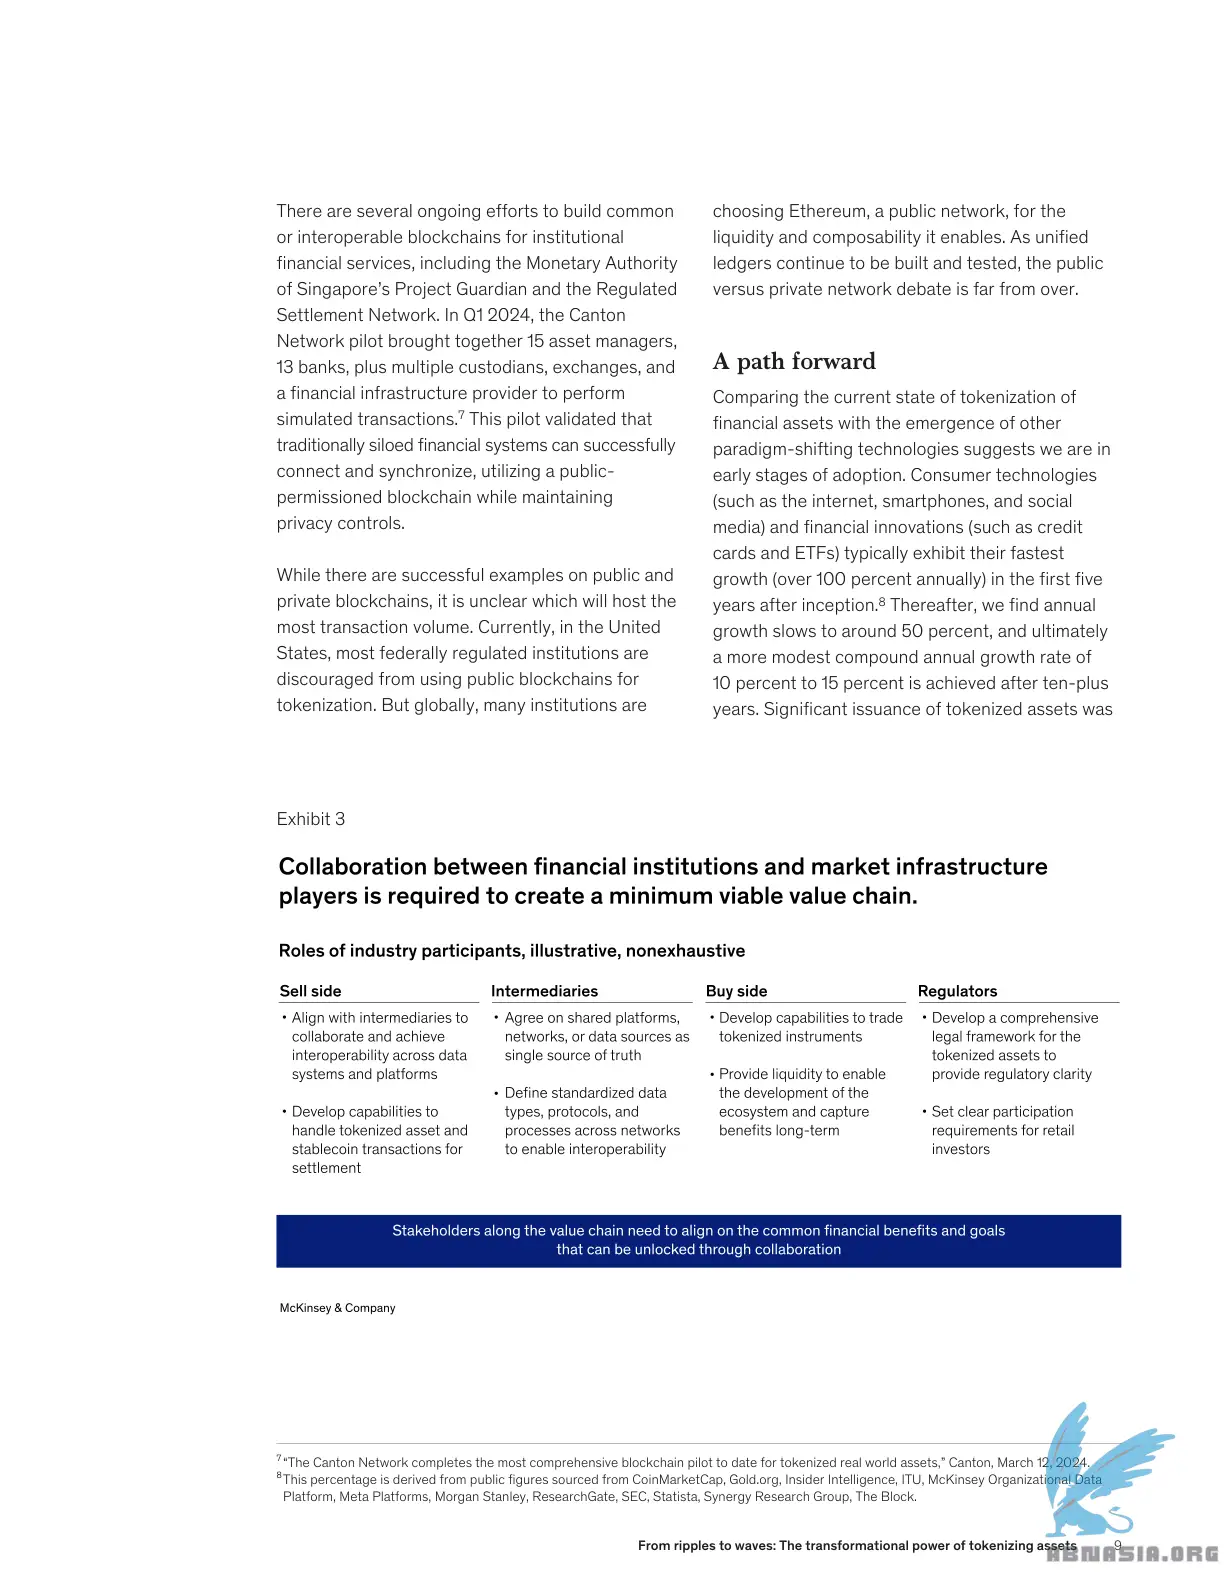 There are several ongoing efforts to build common
or interoperable blockchains for institutional
financial services, including the Monetary Authority
of Singapore's Project Guardian and the Regulated
Settlement Network. In Q1 2024, the Canton
Network pilot brought together 15 asset managers,
13 banks, plus multiple custodians, exchanges, and
a financial infrastructure provider to perform
simulated transactions.⁷ This pilot validated that
traditionally siloed financial systems can successfully
connect and synchronize, utilizing a public-
permissioned blockchain while maintaining
privacy controls.
While there are successful examples on public and
private blockchains, it is unclear which will host the
most transaction volume. Currently, in the United
States, most federally regulated institutions are
discouraged from using public blockchains for
tokenization. But globally, many institutions are
choosing Ethereum, a public network, for the
liquidity and composability it enables. As unified
ledgers continue to be built and tested, the public
versus private network debate is far from over.
A path forward
Comparing the current state of tokenization of
financial assets with the emergence of other
paradigm-shifting technologies suggests we are in
early stages of adoption. Consumer technologies
(such as the internet, smartphones, and social
media) and financial innovations (such as credit
cards and ETFs) typically exhibit their fastest
growth (over 100 percent annually) in the first five
years after inception.⁸ Thereafter, we find annual
growth slows to around 50 percent, and ultimately
a more modest compound annual growth rate of
10 percent to 15 percent is achieved after ten-plus
years. Significant issuance of tokenized assets was
Exhibit 3
Collaboration between financial institutions and market infrastructure
players is required to create a minimum viable value chain.
Roles of industry participants, illustrative, nonexhaustive
Sell side
• Align with intermediaries to
collaborate and achieve
interoperability across data
systems and platforms
• Develop capabilities to
handle tokenized asset and
stablecoin transactions for
settlement
Intermediaries
• Agree on shared platforms,
networks, or data sources as
single source of truth
• Define standardized data
types, protocols, and
processes across networks
to enable interoperability
Buy side
• Develop capabilities to trade
tokenized instruments
• Provide liquidity to enable
the development of the
ecosystem and capture
benefits long-term
Regulators
• Develop a comprehensive
legal framework for the
tokenized assets to
provide regulatory clarity
• Set clear participation
requirements for retail
investors
Stakeholders along the value chain need to align on the common financial benefits and goals
that can be unlocked through collaboration
McKinsey & Company
⁷ "The Canton Network completes the most comprehensive blockchain pilot to date for tokenized real world assets," Canton, March 12, 2024.
⁸ This percentage is derived from public figures sourced from CoinMarketCap, Gold.org, Insider Intelligence, ITU, McKinsey Organizational Data
Platform, Meta Platforms, Morgan Stanley, ResearchGate, SEC, Statista, Synergy Research Group, The Block.
From ripples to waves: The transformational power of tokenizing assets 9
ABNASIA.ORG